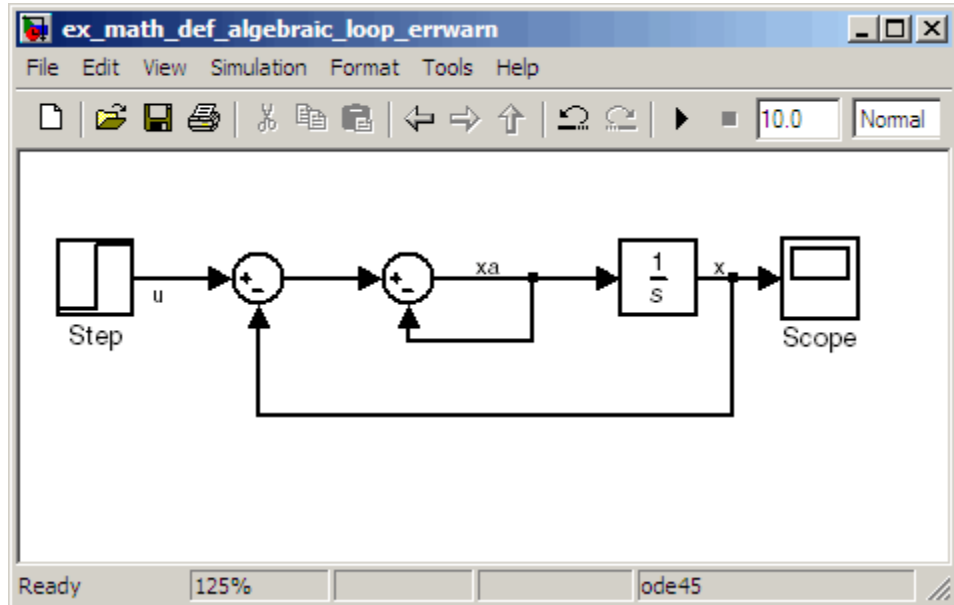 ex_math_def_algebraic_loop_errwarn
File Edit View Simulation Format Tools Help
10.0 Normal
+ - + - xa 1 x
s
u
Step Scope
Ready 125% ode45